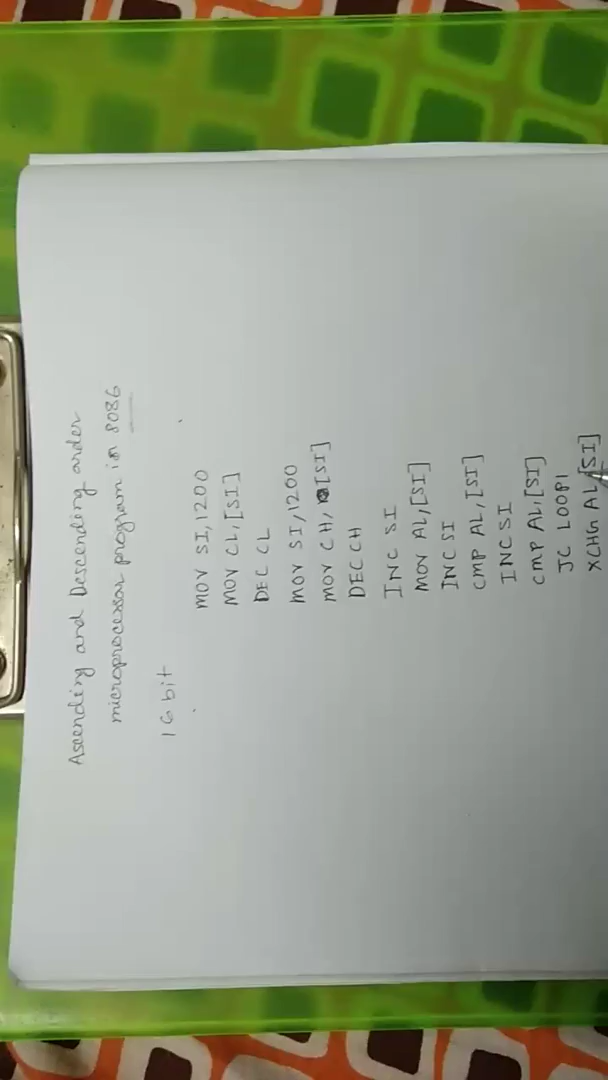 Ascending and Descending order
microprocessor program in 8086
16 bit
MOV SI, 1200
MOV CL, [SI]
DEC CL
MOV SI, 1200
MOV CH, [SI]
DEC CH
INC SI
MOV AL, [SI]
INC SI
CMP AL, [SI]
INC SI
CMP AL, [SI]
JC LOOP1
XCHG AL, [SI]